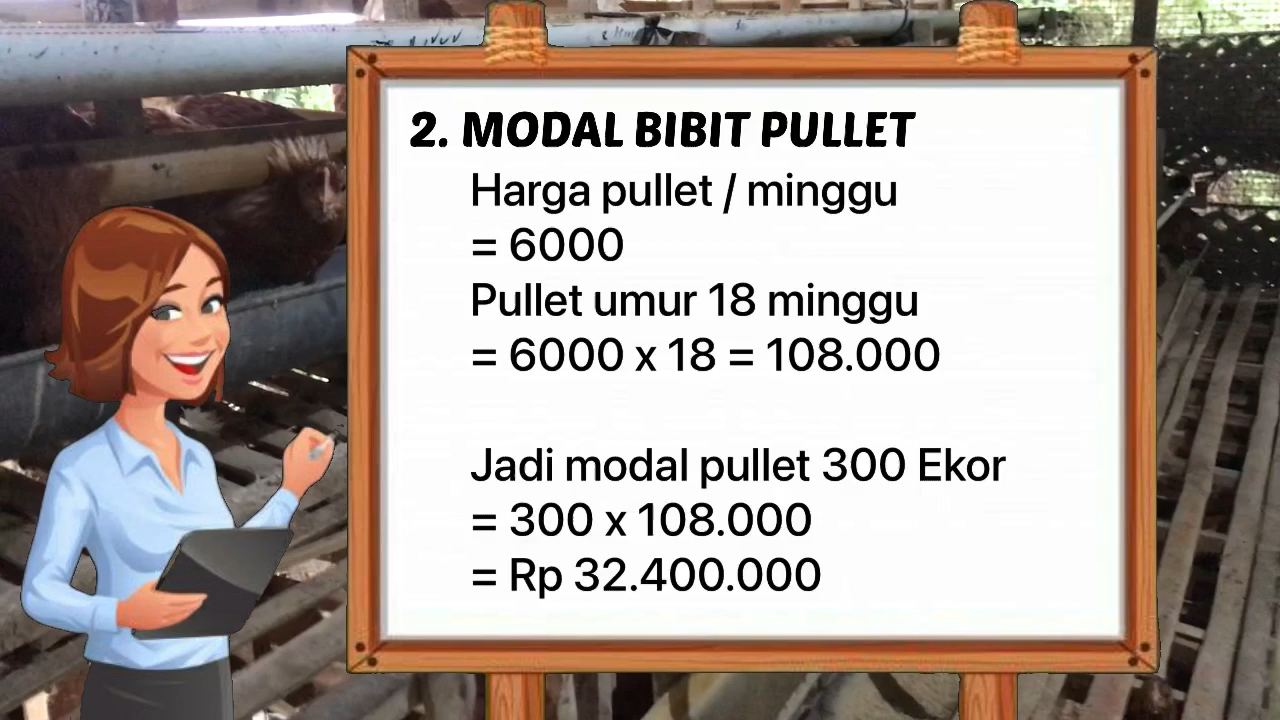 2. MODAL BIBIT PULLET
Harga pullet / minggu
= 6000
Pullet umur 18 minggu
= 6000 x 18 = 108.000
Jadi modal pullet 300 Ekor
= 300 x 108.000
= Rp 32.400.000